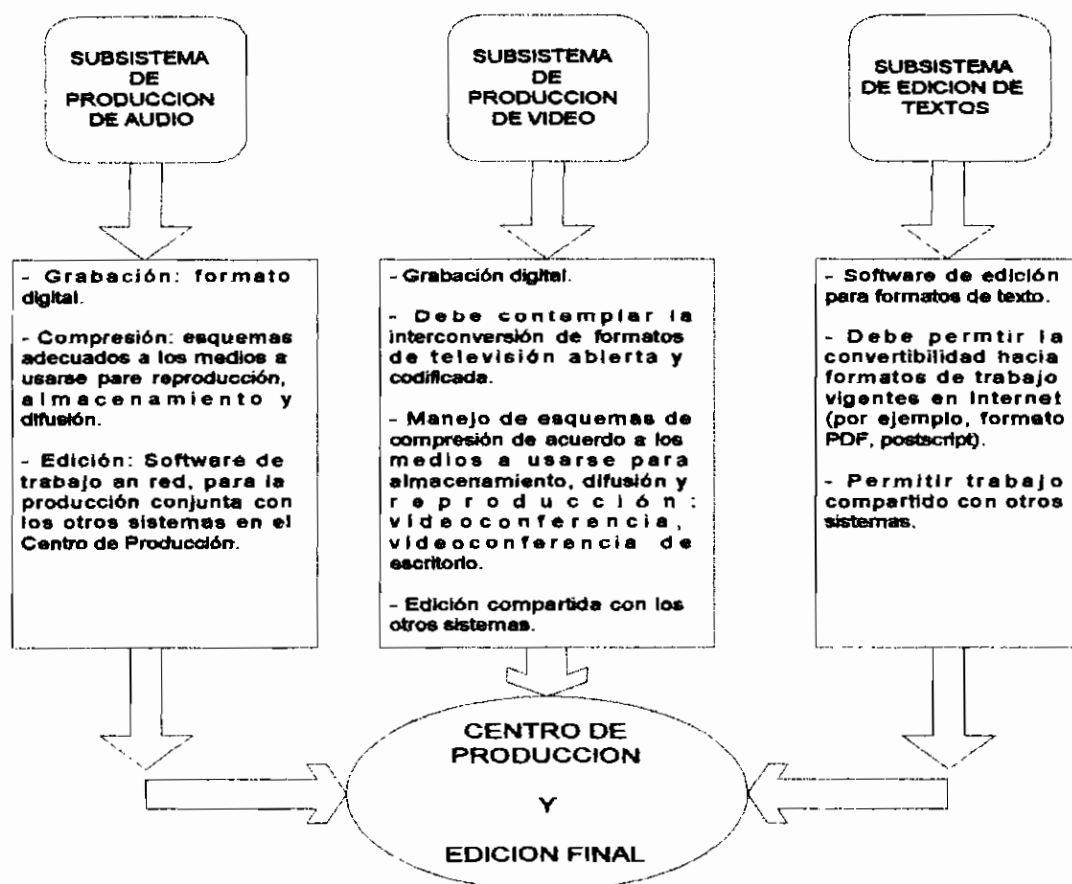 SUBSISTEMA
DE
PRODUCCION
DE AUDIO
SUBSISTEMA
DE
PRODUCCION
DE VIDEO
SUBSISTEMA
DE EDICION DE
TEXTOS
- Grabación: formato
digital.
- Compresión: esquemas
adecuados a los medios a
usarse pare reproducción,
almacenamiento y
difusión.
- Edición: Software de
trabajo an red, para la
producción conjunta con
los otros sistemas en el
Centro de Producción.
- Grabación digital.
- Debe contemplar la
interconversión de formatos
de televisión abierta y
codificada.
- Manejo de esquemas de
compresión de acuerdo a los
medios a usarse para
almacenamiento, difusión y
reproducción:
videoconferencia,
videoconferencia de
escritorio.
- Edición compartida con los
otros sistemas.
- Software de edición
para formatos de texto.
- Debe permtir la
convertibilidad hacia
formatos de trabajo
vigentes en Internet
(por ejemplo, formato
PDF, postscript).
- Permitir trabajo
compartido con otros
sistemas.
CENTRO DE
PRODUCCION
Y
EDICION FINAL